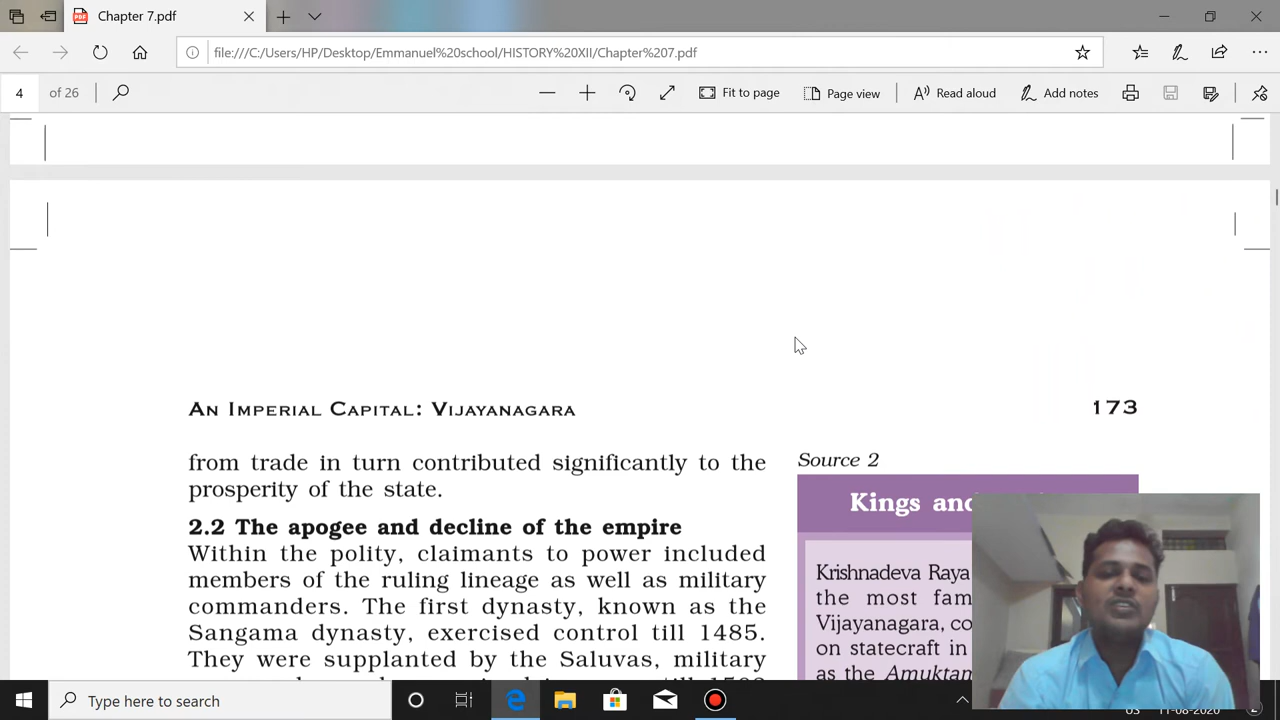 Chapter 7.pdf
file:///C:/Users/HP/Desktop/Emmanuel%20school/HISTORY%20XII/Chapter%207.pdf
4 of 26
Fit to page
Page view
Read aloud
Add notes
AN IMPERIAL CAPITAL: VIJAYANAGARA
173
from trade in turn contributed significantly to the
prosperity of the state.
2.2 The apogee and decline of the empire
Within the polity, claimants to power included
members of the ruling lineage as well as military
commanders. The first dynasty, known as the
Sangama dynasty, exercised control till 1485.
They were supplanted by the Saluvas, military
Source 2
Kings and
Krishnadeva Raya
the most fam
Vijayanagara, co
on statecraft in
as the Amuktam
Type here to search
11-08-2020